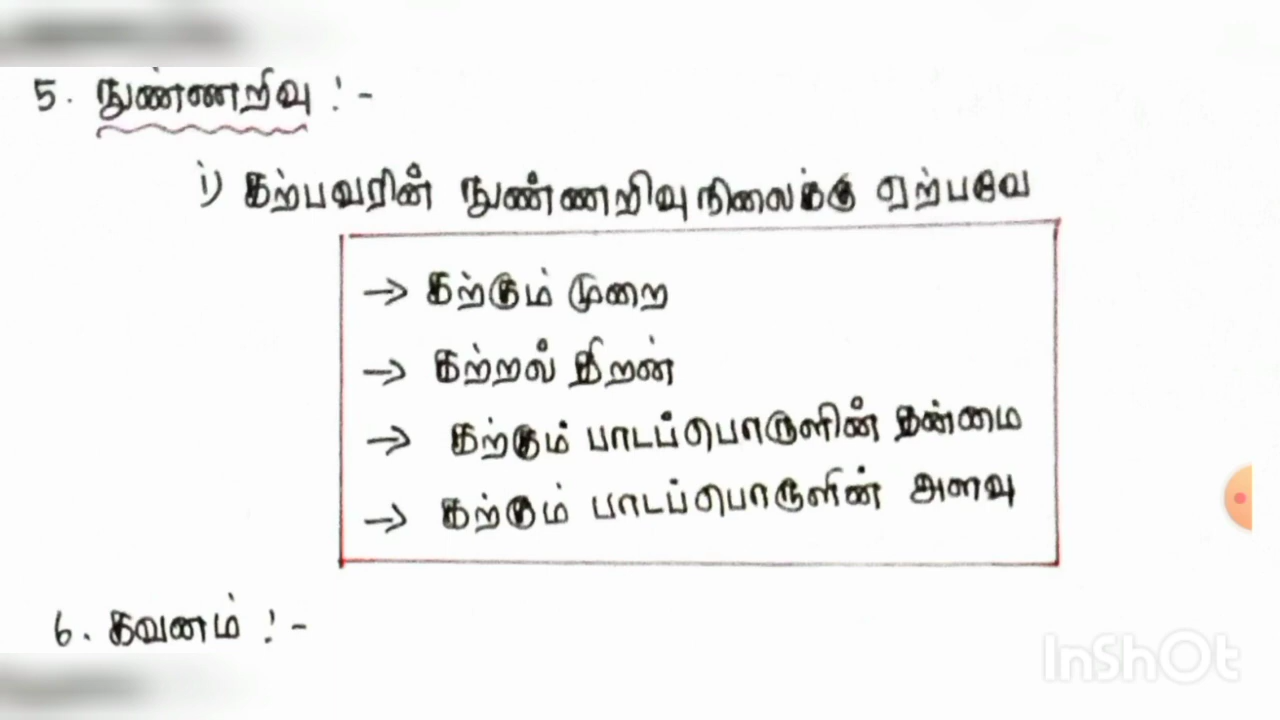 5. நுண்ணறிவு :-
i) கற்பவரின் நுண்ணறிவு நிலைக்கு ஏற்பவே
→ கற்கும் முறை
→ கற்றல் திறன்
→ கற்கும் பாடப்பொருளின் தன்மை
→ கற்கும் பாடப்பொருளின் அளவு
6. கவனம் :-
InShOt